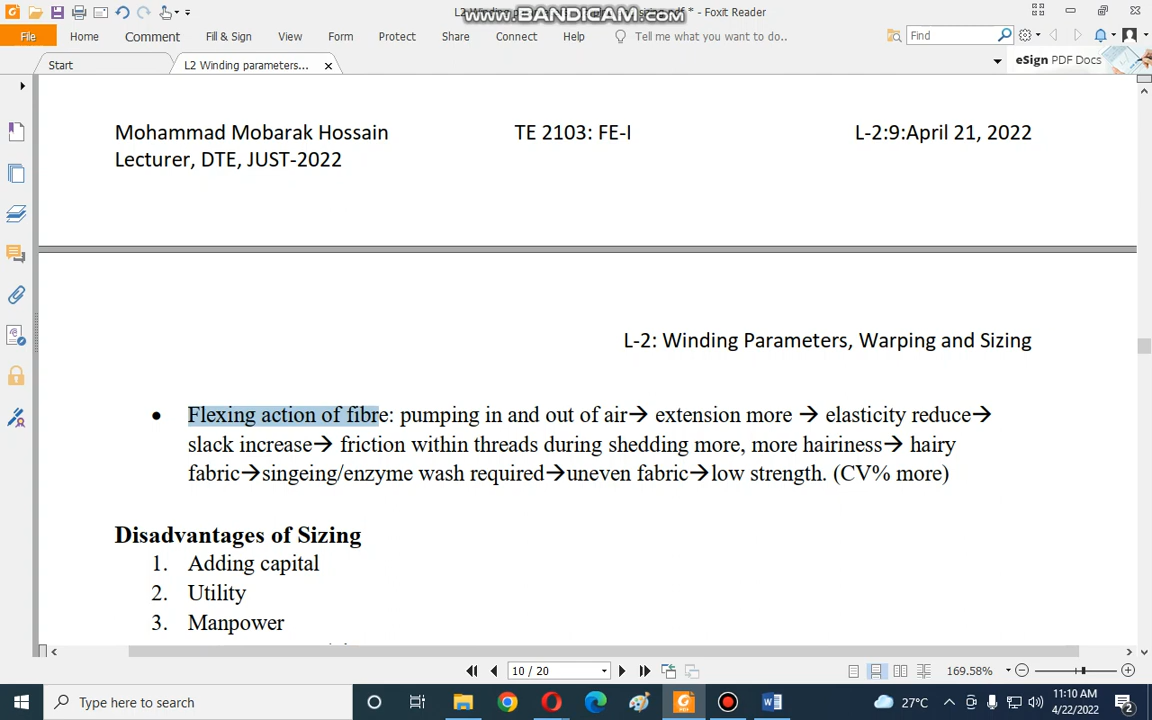 www.BANDICAM.com
.pdf * - Foxit Reader
File
Home
Comment
Fill & Sign
View
Form
Protect
Share
Connect
Help
Tell me what you want to do..
Find
Start
L2 Winding parameters...
eSign PDF Docs
Mohammad Mobarak Hossain TE 2103: FE-I L-2:9:April 21, 2022
Lecturer, DTE, JUST-2022
L-2: Winding Parameters, Warping and Sizing
• Flexing action of fibre: pumping in and out of air→ extension more → elasticity reduce→
slack increase→ friction within threads during shedding more, more hairiness→ hairy
fabric→singeing/enzyme wash required→uneven fabric→low strength. (CV% more)
Disadvantages of Sizing
1. Adding capital
2. Utility
3. Manpower
10 / 20
169.58%
Type here to search
27°C
11:10 AM
4/22/2022
2